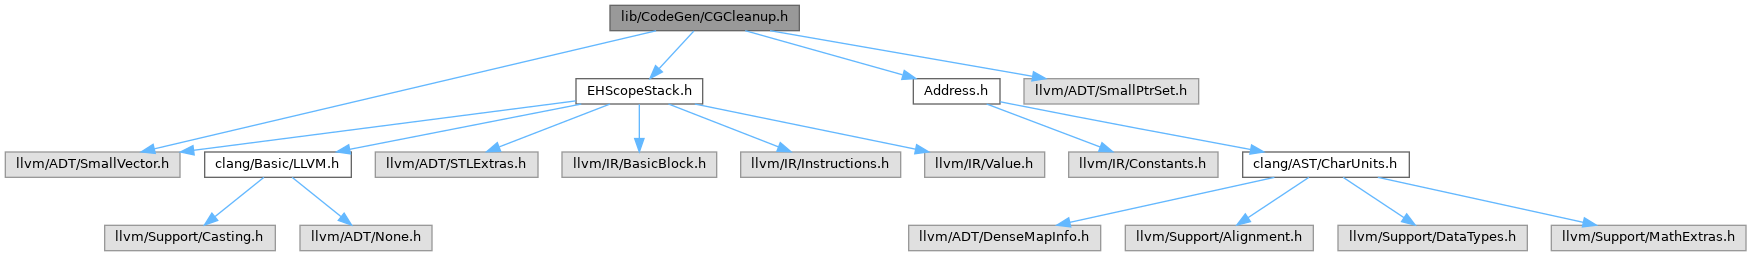 lib/CodeGen/CGCleanup.h
EHScopeStack.h
Address.h
llvm/ADT/SmallPtrSet.h
llvm/ADT/SmallVector.h
clang/Basic/LLVM.h
llvm/ADT/STLExtras.h
llvm/IR/BasicBlock.h
llvm/IR/Instructions.h
llvm/IR/Value.h
llvm/IR/Constants.h
clang/AST/CharUnits.h
llvm/Support/Casting.h
llvm/ADT/None.h
llvm/ADT/DenseMapInfo.h
llvm/Support/Alignment.h
llvm/Support/DataTypes.h
llvm/Support/MathExtras.h